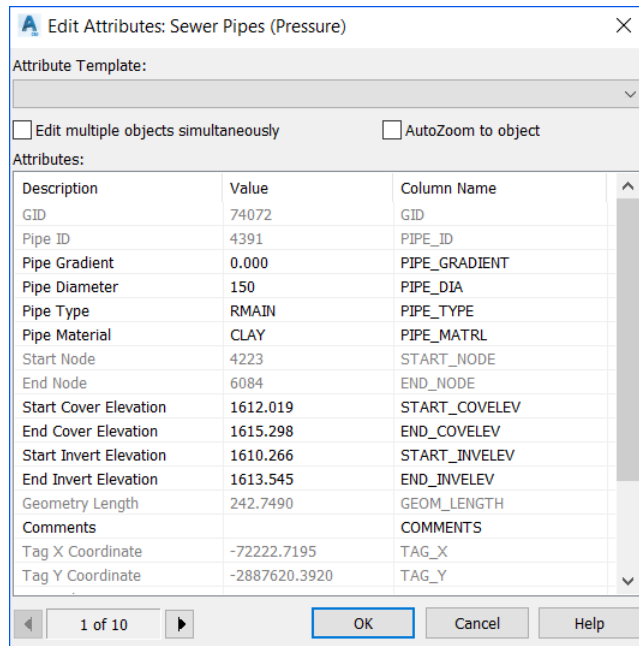 Edit Attributes: Sewer Pipes (Pressure)
Attribute Template:
Edit multiple objects simultaneously AutoZoom to object
Attributes:
Description Value Column Name
GID 74072 GID
Pipe ID 4391 PIPE_ID
Pipe Gradient 0.000 PIPE_GRADIENT
Pipe Diameter 150 PIPE_DIA
Pipe Type RMAIN PIPE_TYPE
Pipe Material CLAY PIPE_MATRL
Start Node 4223 START_NODE
End Node 6084 END_NODE
Start Cover Elevation 1612.019 START_COVELEV
End Cover Elevation 1615.298 END_COVELEV
Start Invert Elevation 1610.266 START_INVELEV
End Invert Elevation 1613.545 END_INVELEV
Geometry Length 242.7490 GEOM_LENGTH
Comments COMMENTS
Tag X Coordinate -72222.7195 TAG_X
Tag Y Coordinate -2887620.3920 TAG_Y
1 of 10 OK Cancel Help